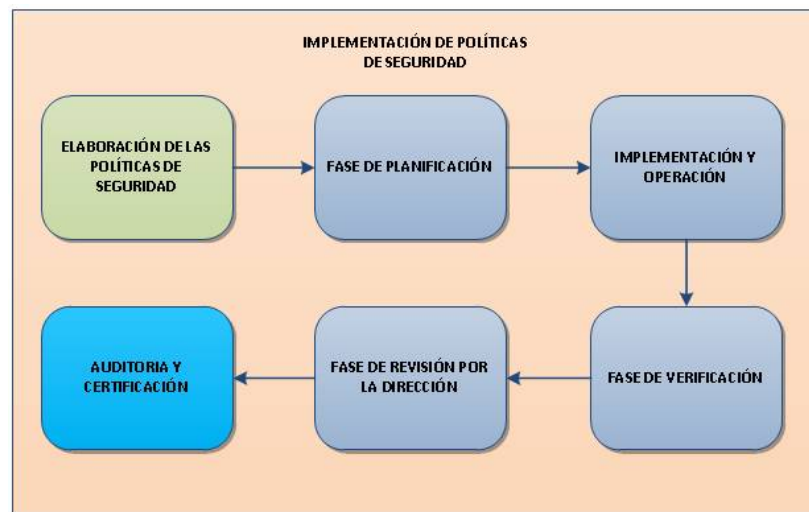 IMPLEMENTACIÓN DE POLÍTICAS
DE SEGURIDAD
ELABORACIÓN DE LAS
POLÍTICAS DE
SEGURIDAD
FASE DE PLANIFICACIÓN
IMPLEMENTACIÓN Y
OPERACIÓN
AUDITORIA Y
CERTIFICACIÓN
FASE DE REVISIÓN POR
LA DIRECCIÓN
FASE DE VERIFICACIÓN